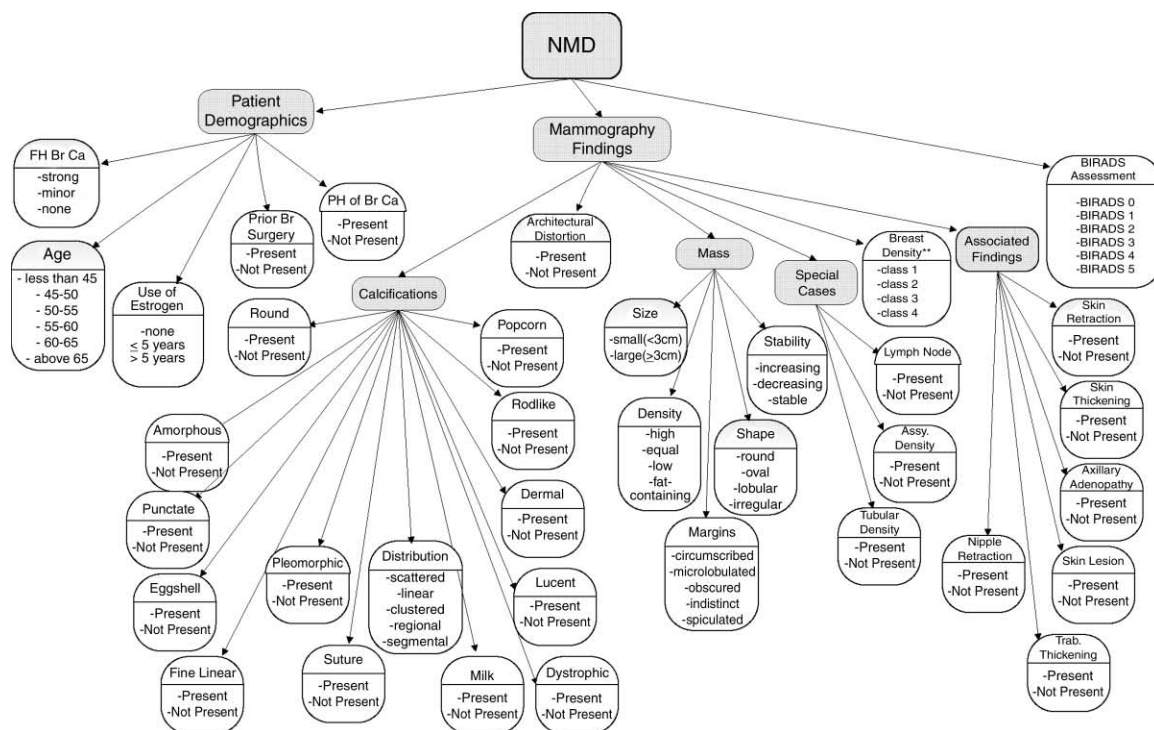 NMD
Patient
Demographics
Mammography
Findings
BIRADS
Assessment
-BIRADS 0
-BIRADS 1
-BIRADS 2
-BIRADS 3
-BIRADS 4
-BIRADS 5
FH Br Ca
-strong
-minor
-none
Age
- less than 45
- 45-50
- 50-55
- 55-60
- 60-65
- above 65
Use of
Estrogen
-none
≤ 5 years
> 5 years
Prior Br
Surgery
-Present
-Not Present
PH of Br Ca
-Present
-Not Present
Architectural
Distortion
-Present
-Not Present
Mass
Special
Cases
Breast
Density**
-class 1
-class 2
-class 3
-class 4
Associated
Findings
Calcifications
Round
-Present
-Not Present
Popcorn
-Present
-Not Present
Rodlike
-Present
-Not Present
Amorphous
-Present
-Not Present
Punctate
-Present
-Not Present
Eggshell
-Present
-Not Present
Fine Linear
-Present
-Not Present
Pleomorphic
-Present
-Not Present
Suture
-Present
-Not Present
Distribution
-scattered
-linear
-clustered
-regional
-segmental
Milk
-Present
-Not Present
Dermal
-Present
-Not Present
Lucent
-Present
-Not Present
Dystrophic
-Present
-Not Present
Size
-small(<3cm)
-large(≥3cm)
Stability
-increasing
-decreasing
-stable
Density
-high
-equal
-low
-fat-
containing
Shape
-round
-oval
-lobular
-irregular
Margins
-circumscribed
-microlobulated
-obscured
-indistinct
-spiculated
Lymph Node
-Present
-Not Present
Assy.
Density
-Present
-Not Present
Tubular
Density
-Present
-Not Present
Skin
Retraction
-Present
-Not Present
Skin
Thickening
-Present
-Not Present
Axillary
Adenopathy
-Present
-Not Present
Nipple
Retraction
-Present
-Not Present
Skin Lesion
-Present
-Not Present
Trab.
Thickening
-Present
-Not Present